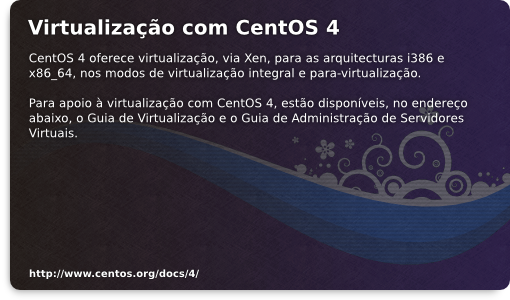 Virtualização com CentOS 4
CentOS 4 oferece virtualização, via Xen, para as arquitecturas i386 e
x86_64, nos modos de virtualização integral e para-virtualização.
Para apoio à virtualização com CentOS 4, estão disponíveis, no endereço
abaixo, o Guia de Virtualização e o Guia de Administração de Servidores
Virtuais.
http://www.centos.org/docs/4/